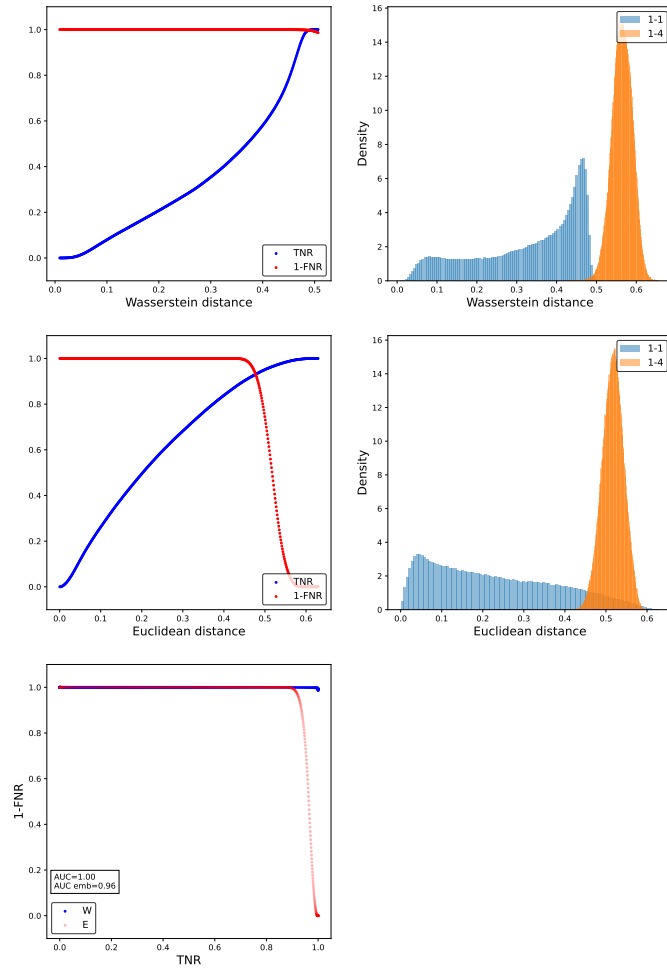 1.0
0.8
0.6
0.4
0.2
0.0
TNR
1-FNR
0.0 0.1 0.2 0.3 0.4 0.5
Wasserstein distance
16
14
12
10
8
6
4
2
0
Density
1-1
1-4
0.0 0.1 0.2 0.3 0.4 0.5 0.6
Wasserstein distance
1.0
0.8
0.6
0.4
0.2
0.0
TNR
1-FNR
0.0 0.1 0.2 0.3 0.4 0.5 0.6
Euclidean distance
16
14
12
10
8
6
4
2
0
Density
1-1
1-4
0.0 0.1 0.2 0.3 0.4 0.5 0.6
Euclidean distance
1.0
0.8
0.6
0.4
0.2
0.0
1-FNR
AUC=1.00
AUC emb=0.96
W
E
0.0 0.2 0.4 0.6 0.8 1.0
TNR